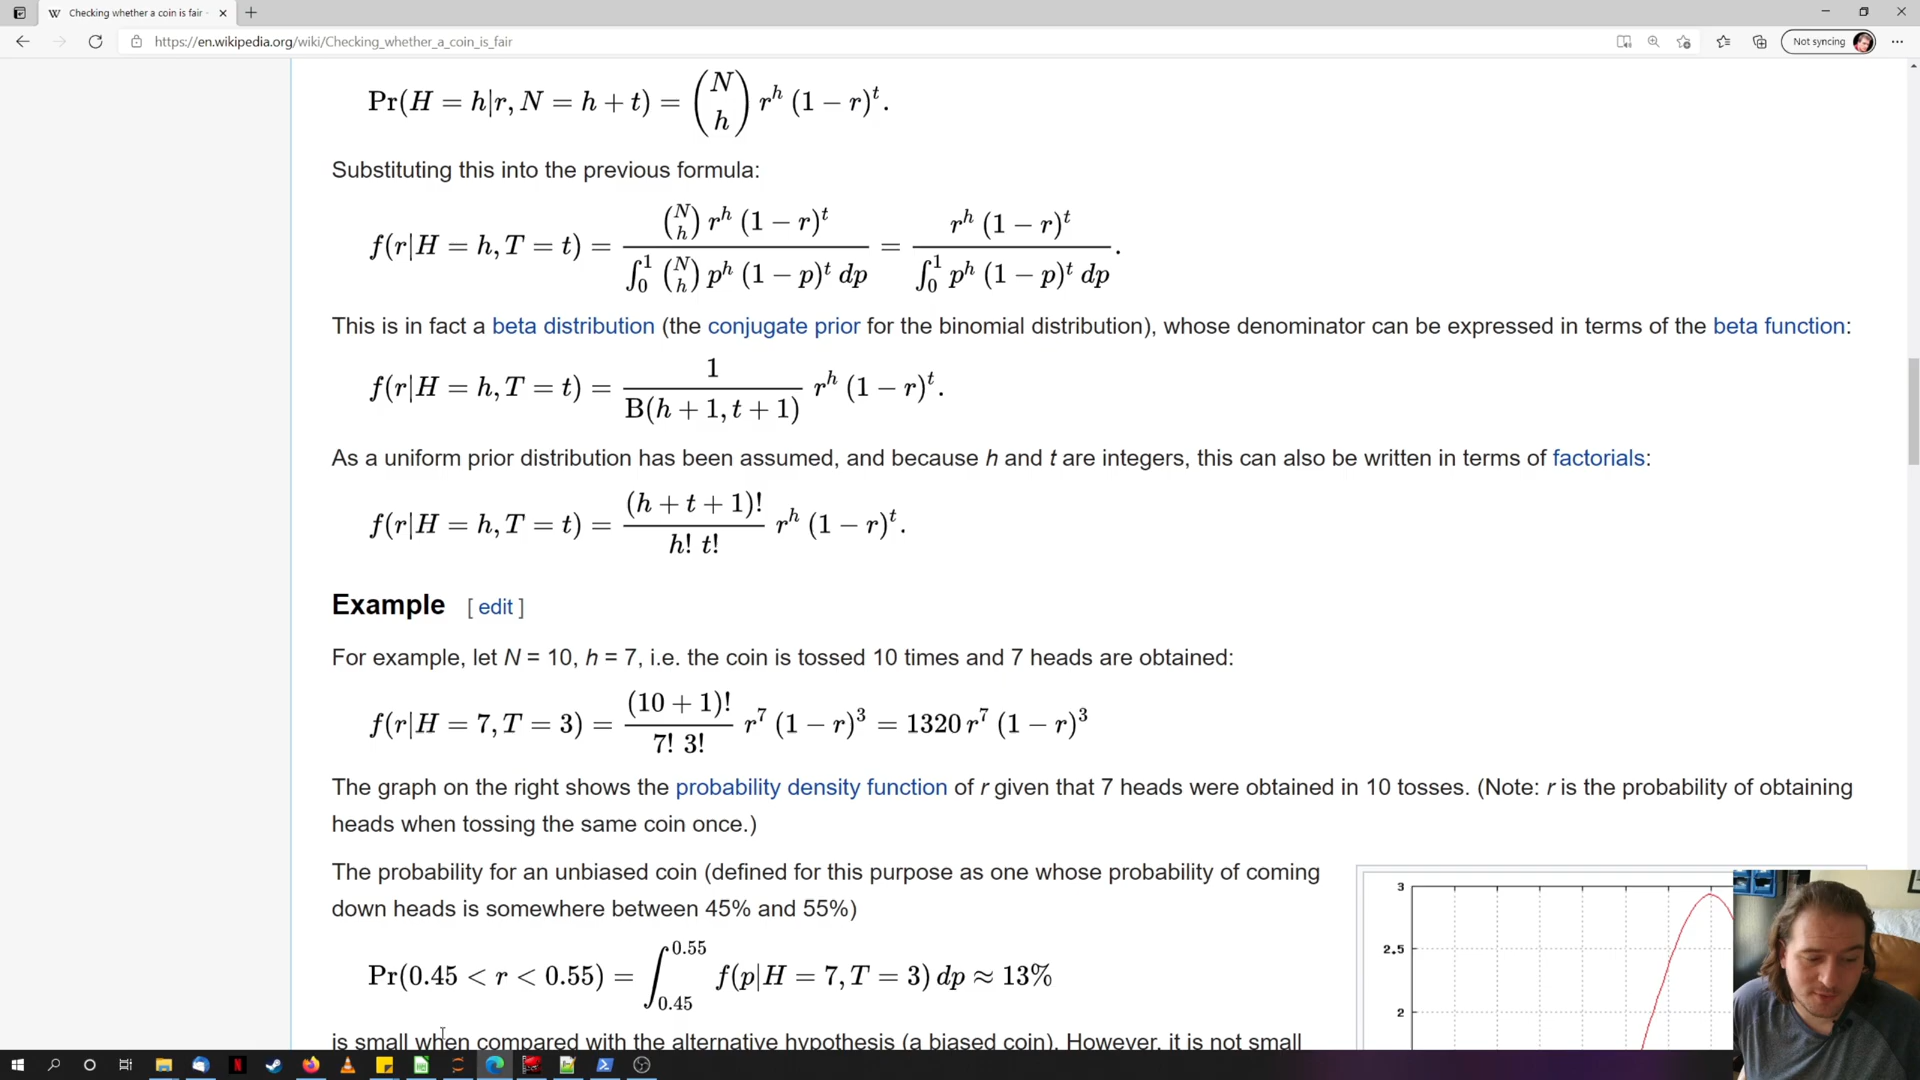 Checking whether a coin is fair
https://en.wikipedia.org/wiki/Checking_whether_a_coin_is_fair
Not syncing
Pr(H = h|r, N = h + t) = (N h) r^h (1 − r)^t.
Substituting this into the previous formula:
f(r|H = h, T = t) = (N h) r^h (1 − r)^t / ∫_0^1 (N h) p^h (1 − p)^t dp = r^h (1 − r)^t / ∫_0^1 p^h (1 − p)^t dp.
This is in fact a beta distribution (the conjugate prior for the binomial distribution), whose denominator can be expressed in terms of the beta function:
f(r|H = h, T = t) = 1 / B(h + 1, t + 1) r^h (1 − r)^t.
As a uniform prior distribution has been assumed, and because h and t are integers, this can also be written in terms of factorials:
f(r|H = h, T = t) = (h + t + 1)! / h! t! r^h (1 − r)^t.
Example [ edit ]
For example, let N = 10, h = 7, i.e. the coin is tossed 10 times and 7 heads are obtained:
f(r|H = 7, T = 3) = (10 + 1)! / 7! 3! r^7 (1 − r)^3 = 1320 r^7 (1 − r)^3
The graph on the right shows the probability density function of r given that 7 heads were obtained in 10 tosses. (Note: r is the probability of obtaining
heads when tossing the same coin once.)
The probability for an unbiased coin (defined for this purpose as one whose probability of coming
down heads is somewhere between 45% and 55%)
Pr(0.45 < r < 0.55) = ∫_0.45^0.55 f(p|H = 7, T = 3) dp ≈ 13%
is small when compared with the alternative hypothesis (a biased coin). However, it is not small
3
2.5
2